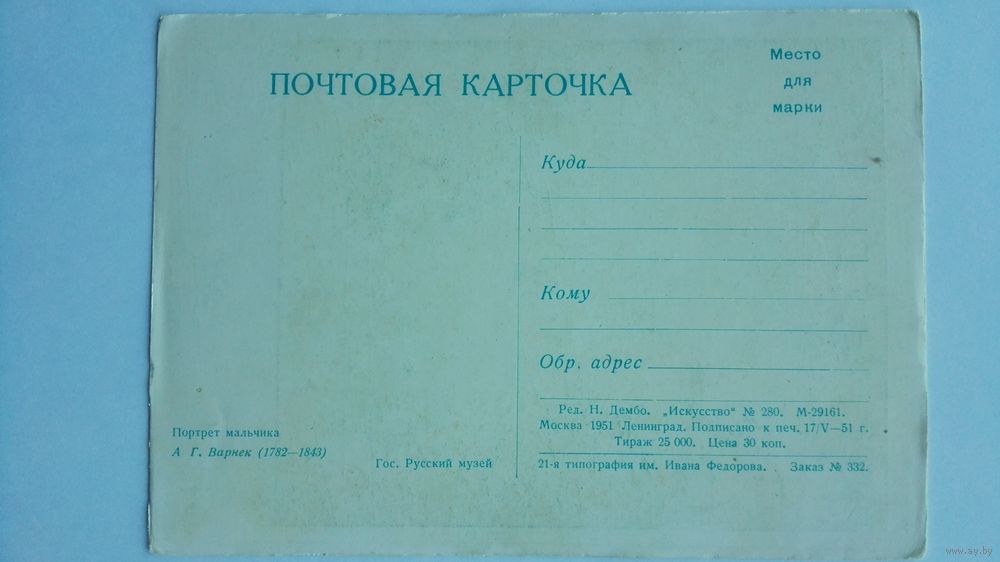 ПОЧТОВАЯ КАРТОЧКА
Место
для
марки
Куда
Кому
Обр. адрес
Ред. Н. Дембо. „Искусство“ № 280. М-29161.
Москва 1951 Ленинград. Подписано к печ. 17/V—51 г.
Тираж 25 000. Цена 30 коп.
21-я типография им. Ивана Федорова. Заказ № 332.
Портрет мальчика
А Г. Варнек (1782—1843)
Гос. Русский музей
www.ay.by